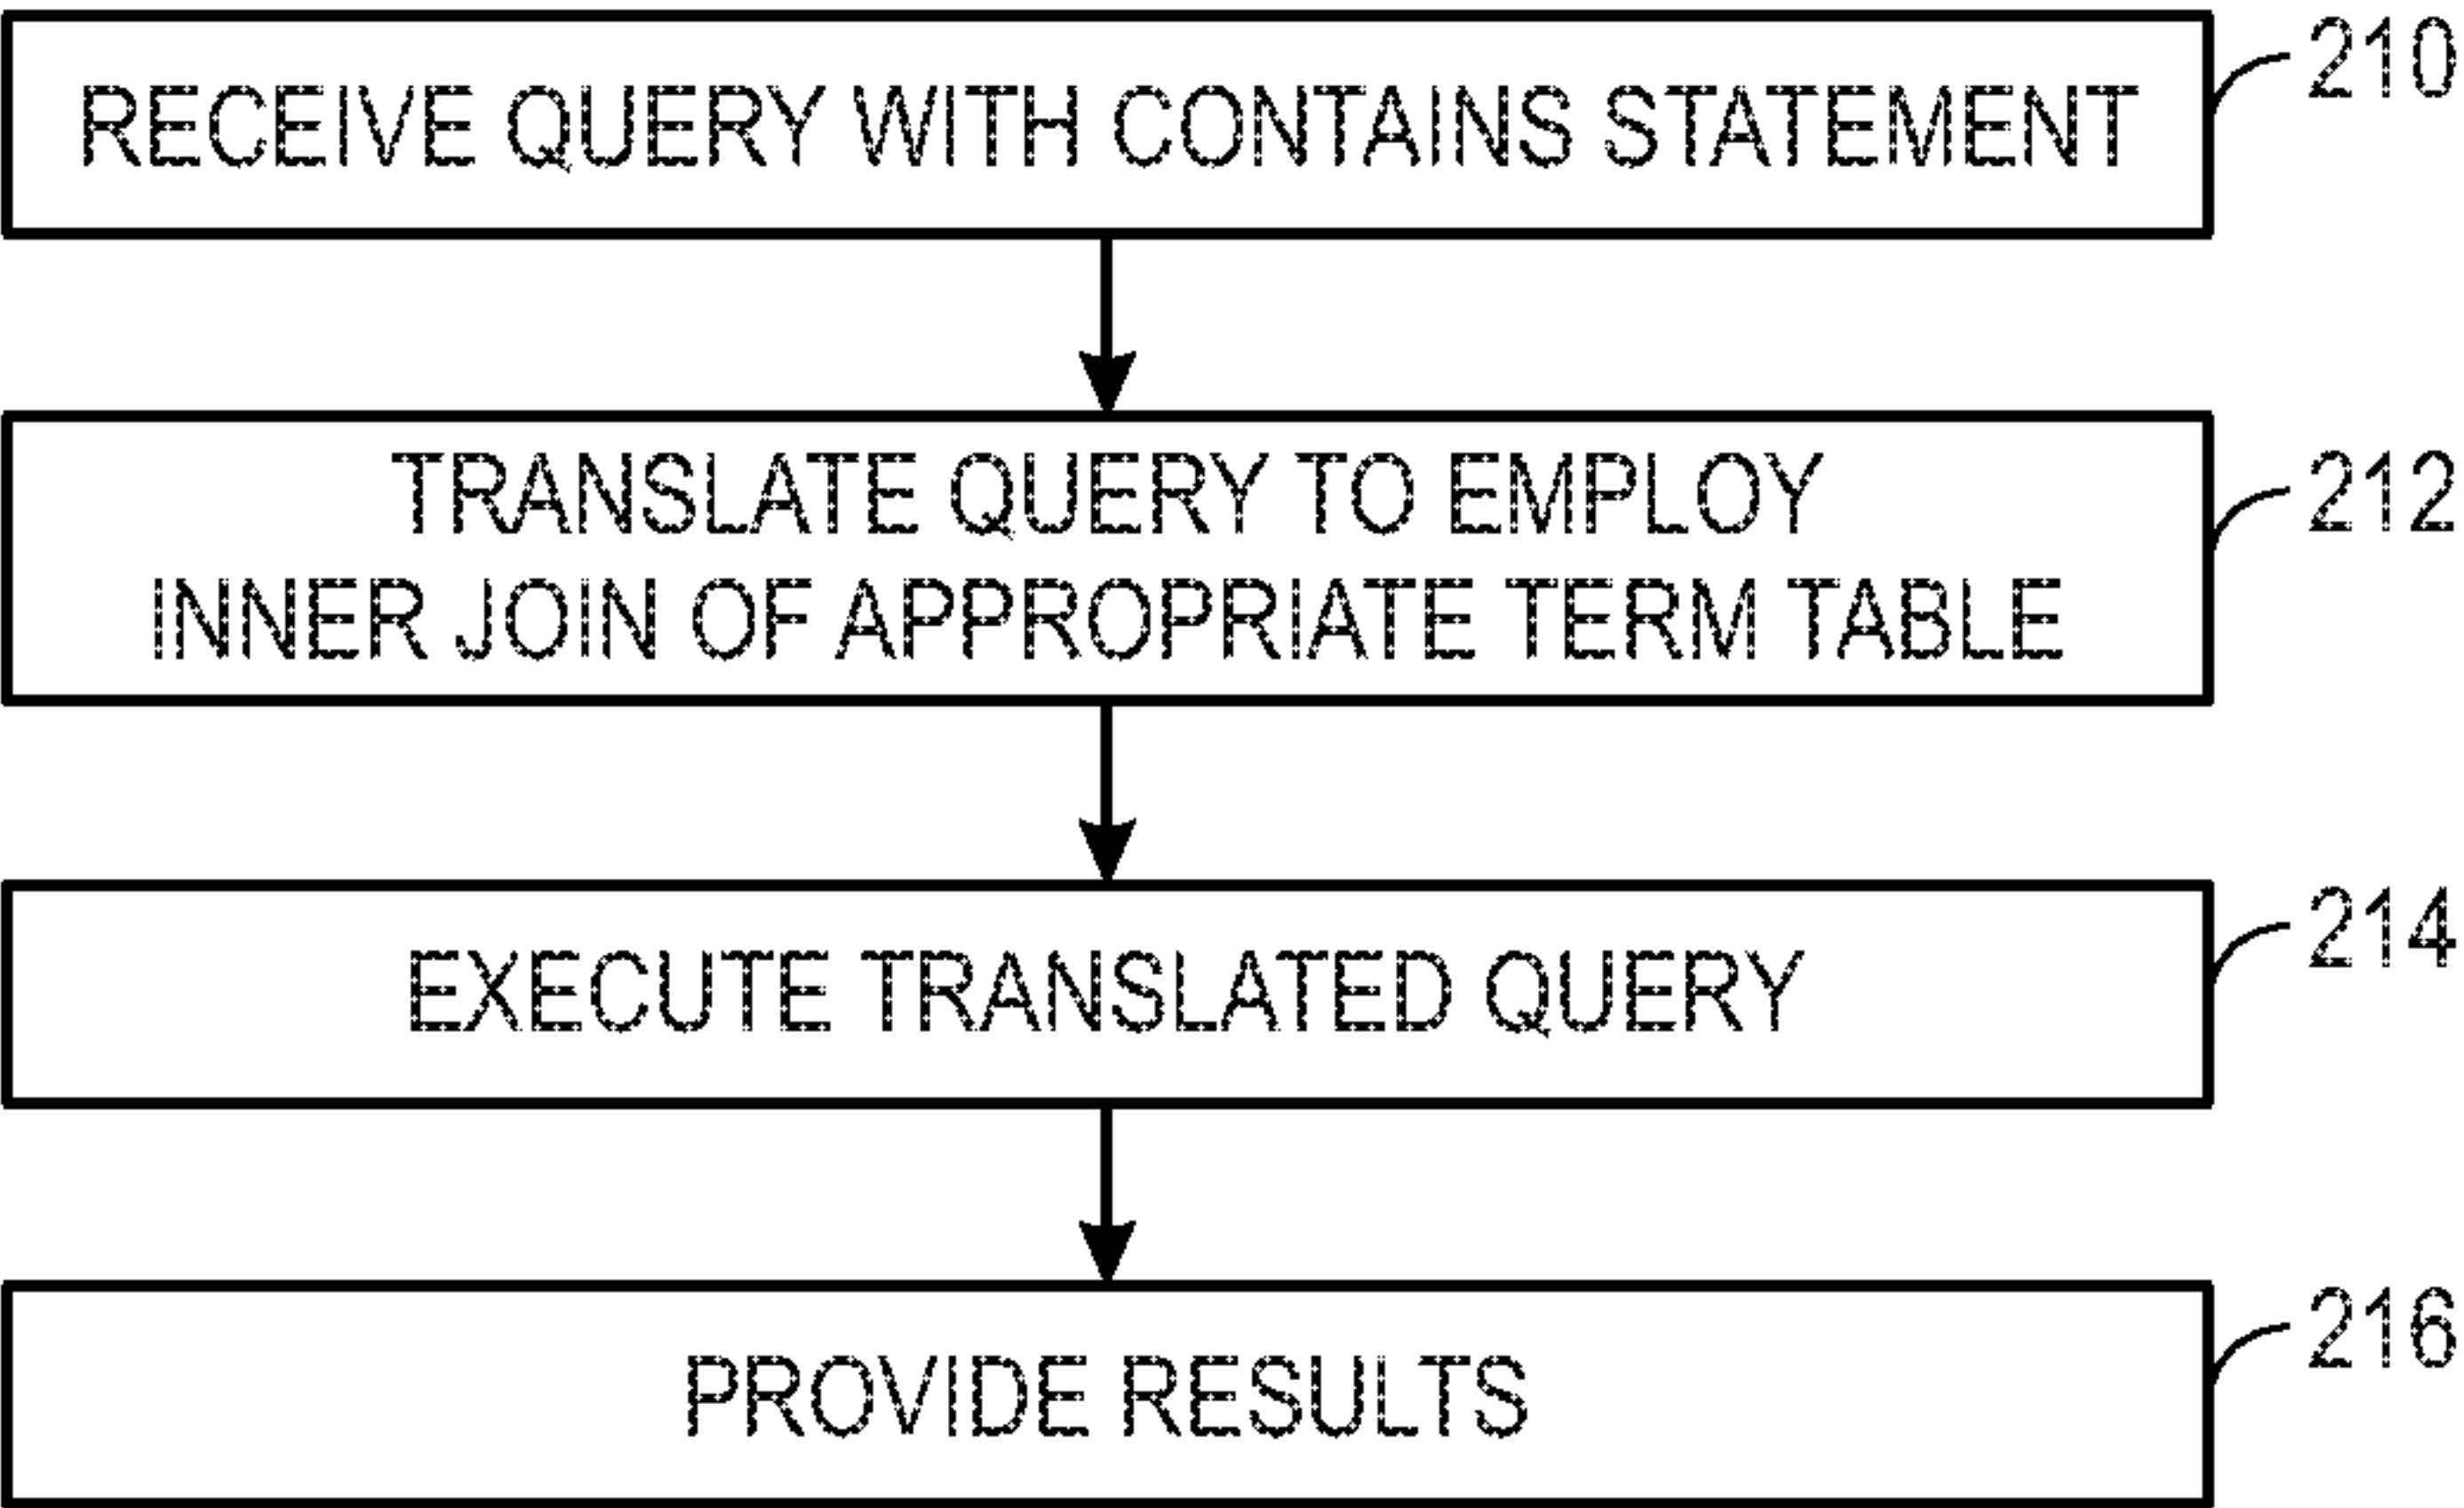 RECEIVE QUERY WITH CONTAINS STATEMENT
210
TRANSLATE QUERY TO EMPLOY
INNER JOIN OF APPROPRIATE TERM TABLE
212
EXECUTE TRANSLATED QUERY
214
PROVIDE RESULTS
216